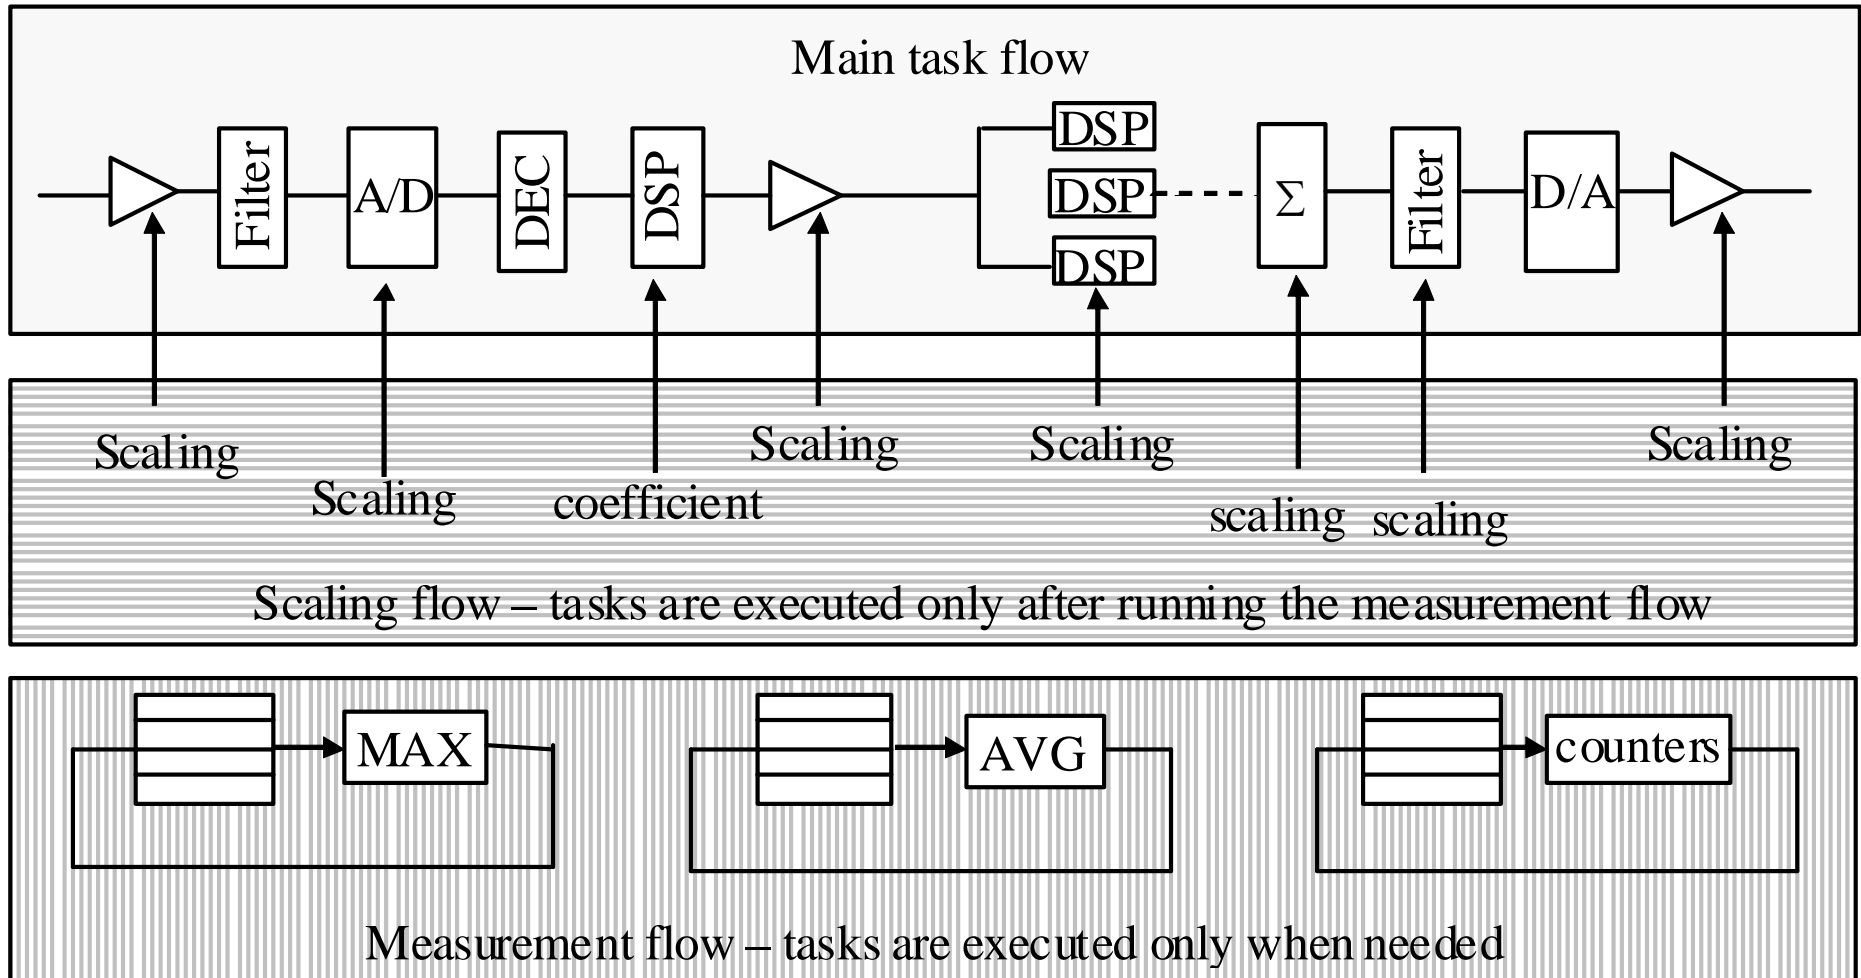 Main task flow
Filter
A/D
DEC
DSP
DSP
DSP
DSP
Σ
Filter
D/A
Scaling
Scaling
coefficient
Scaling
Scaling
scaling
scaling
Scaling
Scaling flow – tasks are executed only after running the measurement flow
MAX
AVG
counters
Measurement flow – tasks are executed only when needed